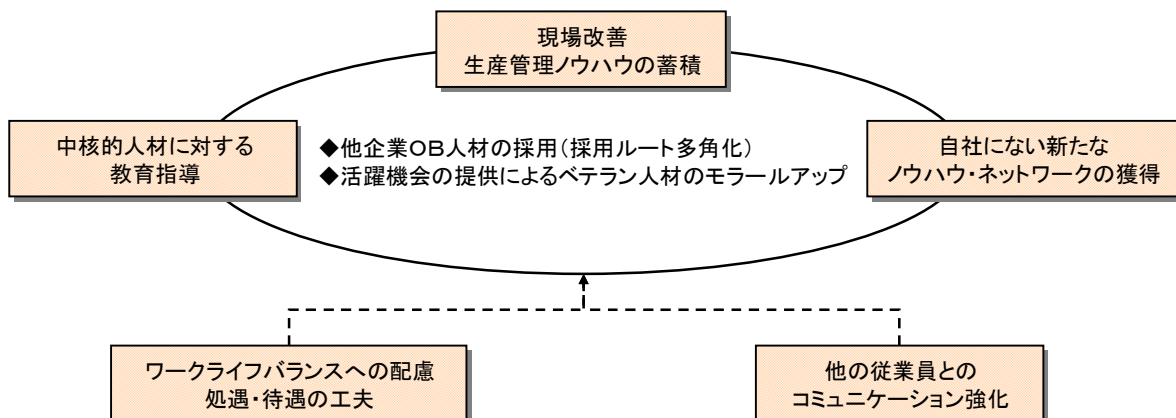 現場改善
生産管理ノウハウの蓄積
中核的人材に対する
教育指導
◆他企業OB人材の採用（採用ルート多角化）
◆活躍機会の提供によるベテラン人材のモラールアップ
自社にない新たな
ノウハウ・ネットワークの獲得
ワークライフバランスへの配慮
処遇・待遇の工夫
他の従業員との
コミュニケーション強化